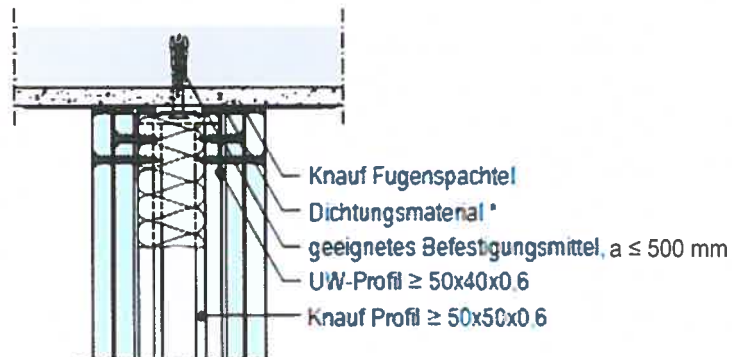 Knauf Fugenspachtel
Dichtungsmaterial *
geeignetes Befestigungsmittel, a ≤ 500 mm
UW-Profil ≥ 50x40x0.6
Knauf Profil ≥ 50x50x0.6